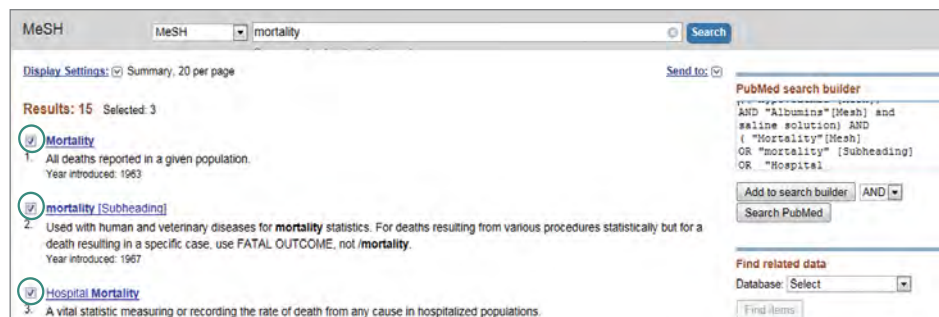 MeSH
MeSH
mortality
Search
Display Settings: Summary, 20 per page
Send to:
Results: 15 Selected: 3
Mortality
1. All deaths reported in a given population.
Year introduced: 1963
mortality [Subheading]
2. Used with human and veterinary diseases for mortality statistics. For deaths resulting from various procedures statistically but for a
death resulting in a specific case, use FATAL OUTCOME, not /mortality.
Year introduced: 1967
Hospital Mortality
3. A vital statistic measuring or recording the rate of death from any cause in hospitalized populations.
PubMed search builder
AND "Albumins"[Mesh] and
saline solution) AND
( "Mortality"[Mesh]
OR "mortality" [Subheading]
OR "Hospital
Add to search builder AND
Search PubMed
Find related data
Database: Select
Find items